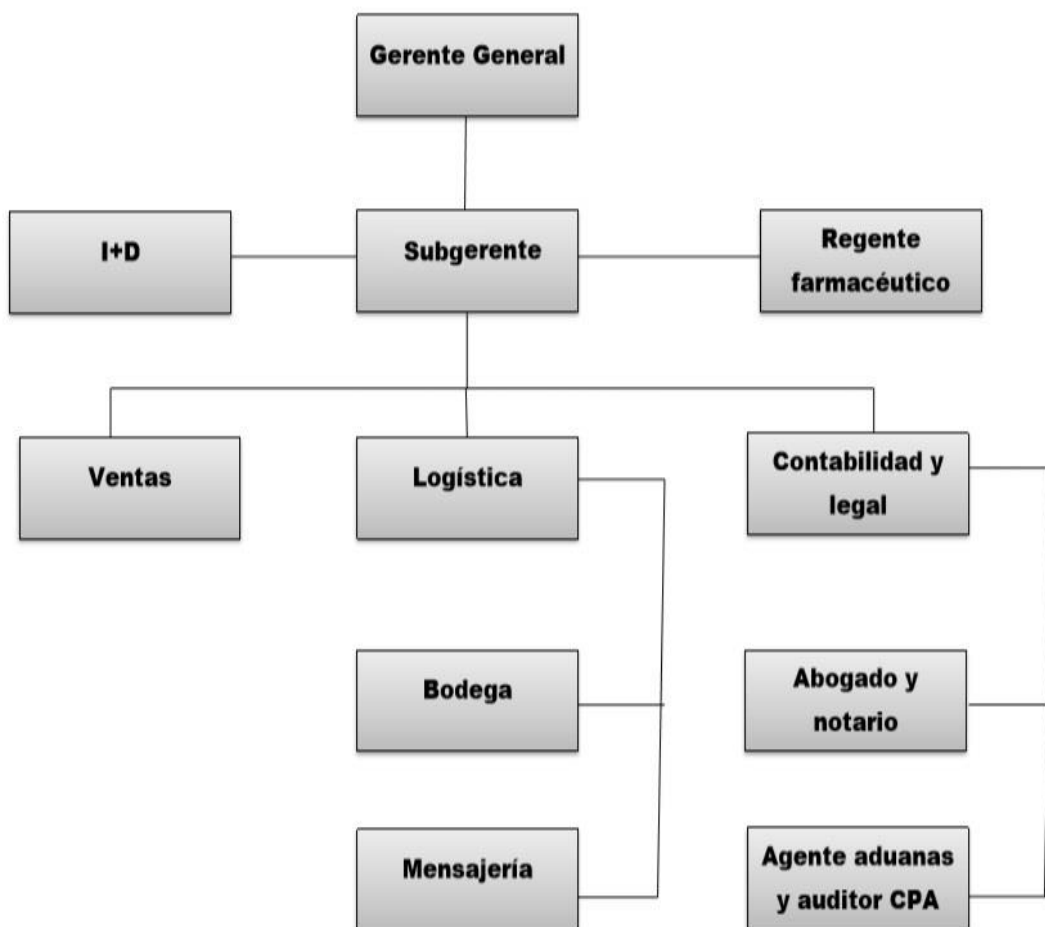 Gerente General
I+D
Subgerente
Regente
farmacéutico
Ventas
Logística
Contabilidad y
legal
Bodega
Abogado y
notario
Mensajería
Agente aduanas
y auditor CPA